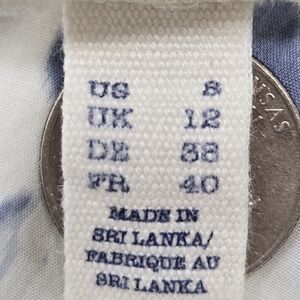 US 8
UK 12
DE 38
FR 40
MADE IN
SRI LANKA/
FABRIQUE AU
SRI LANKA